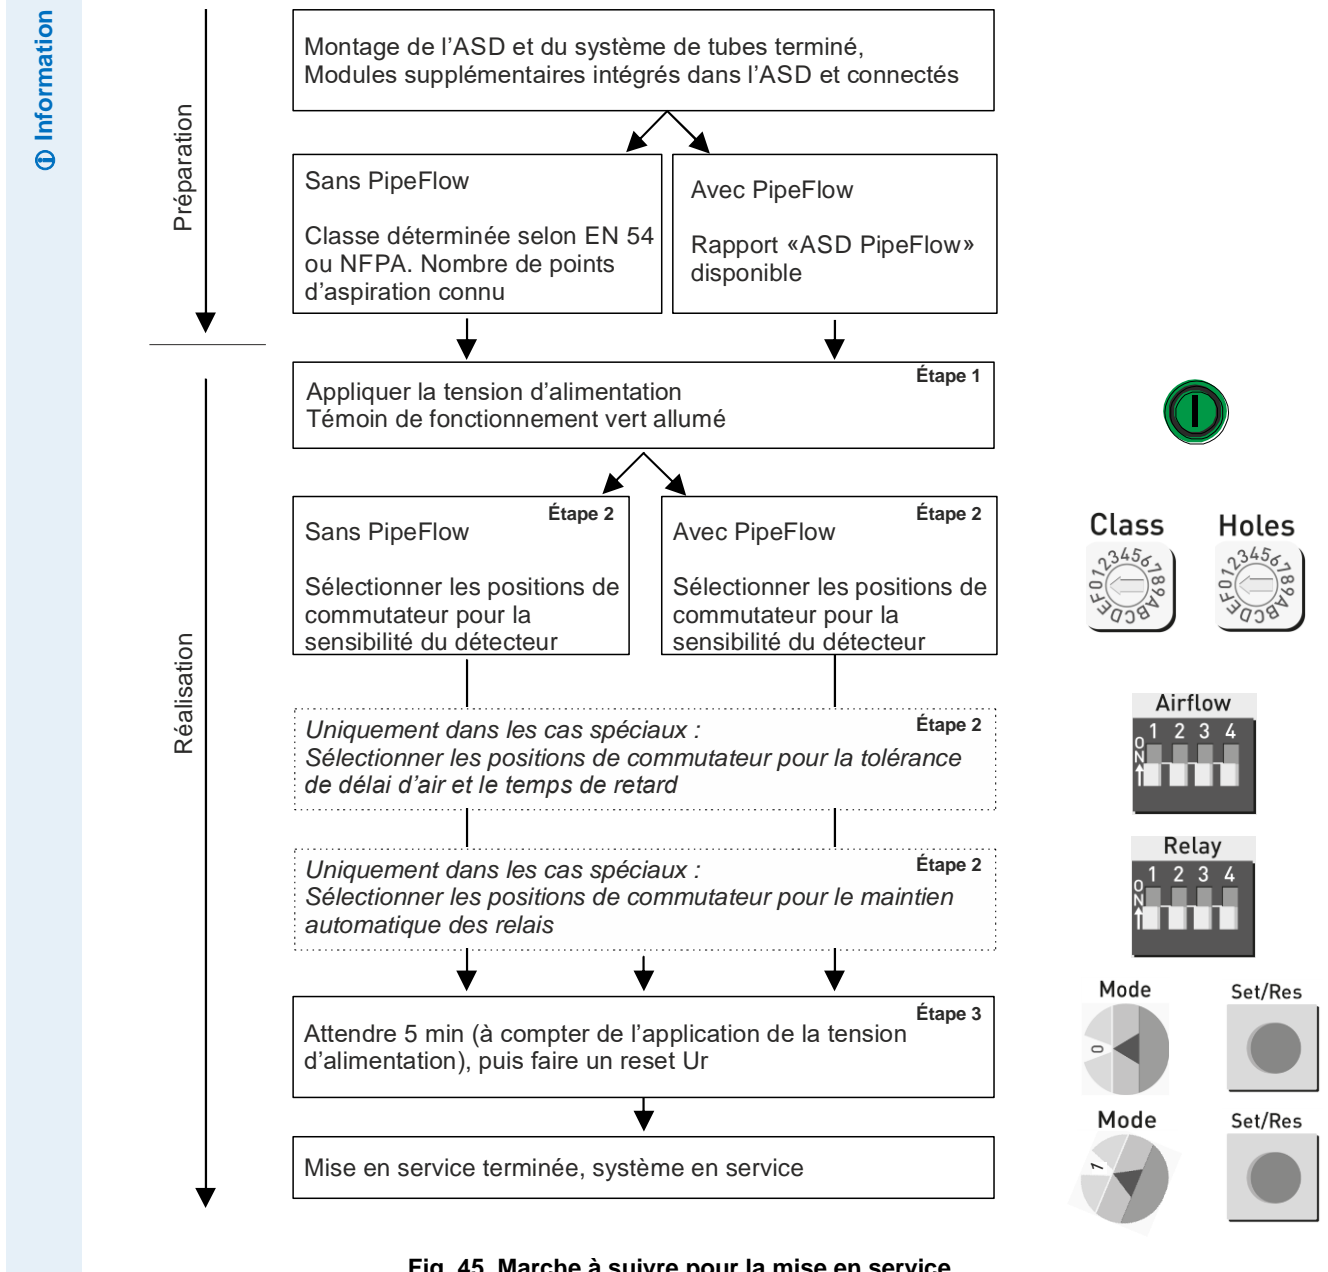 Information
Préparation
Montage de l'ASD et du système de tubes terminé,
Modules supplémentaires intégrés dans l'ASD et connectés
Sans PipeFlow
Classe déterminée selon EN 54
ou NFPA. Nombre de points
d'aspiration connu
Avec PipeFlow
Rapport «ASD PipeFlow»
disponible
Réalisation
Étape 1
Appliquer la tension d'alimentation
Témoin de fonctionnement vert allumé
Étape 2
Sans PipeFlow
Sélectionner les positions de
commutateur pour la
sensibilité du détecteur
Étape 2
Avec PipeFlow
Sélectionner les positions de
commutateur pour la
sensibilité du détecteur
Class
0123456789ABCDEF
Holes
0123456789ABCDEF
Étape 2
Uniquement dans les cas spéciaux :
Sélectionner les positions de commutateur pour la tolérance
de délai d'air et le temps de retard
Airflow
1 2 3 4
ON
Étape 2
Uniquement dans les cas spéciaux :
Sélectionner les positions de commutateur pour le maintien
automatique des relais
Relay
1 2 3 4
ON
Étape 3
Attendre 5 min (à compter de l'application de la tension
d'alimentation), puis faire un reset Ur
Mode
0
Set/Res
Mise en service terminée, système en service
Mode
1
Set/Res
Fig. 45 Marche à suivre pour la mise en service